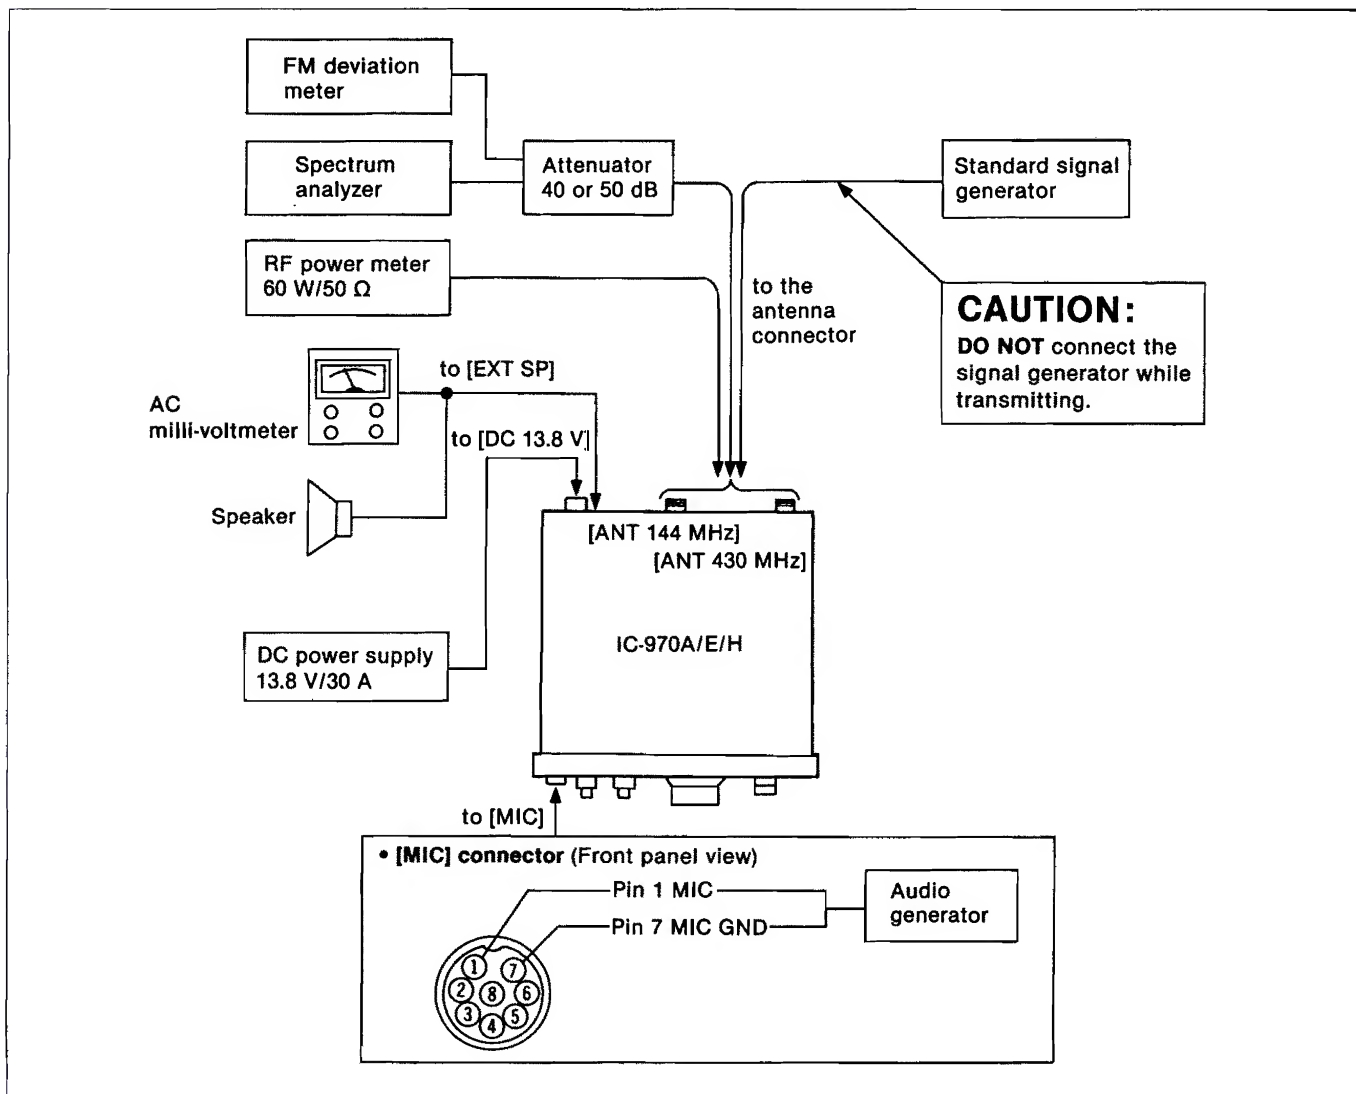 FM deviation
meter
Spectrum
analyzer
Attenuator
40 or 50 dB
Standard signal
generator
RF power meter
60 W/50 Ω
to the
antenna
connector
CAUTION:
DO NOT connect the
signal generator while
transmitting.
to [EXT SP]
AC
milli-voltmeter
to [DC 13.8 V]
Speaker
[ANT 144 MHz]
[ANT 430 MHz]
IC-970A/E/H
DC power supply
13.8 V/30 A
to [MIC]
• [MIC] connector (Front panel view)
Pin 1 MIC
Pin 7 MIC GND
Audio
generator
1
7
2
8
6
3
5
4